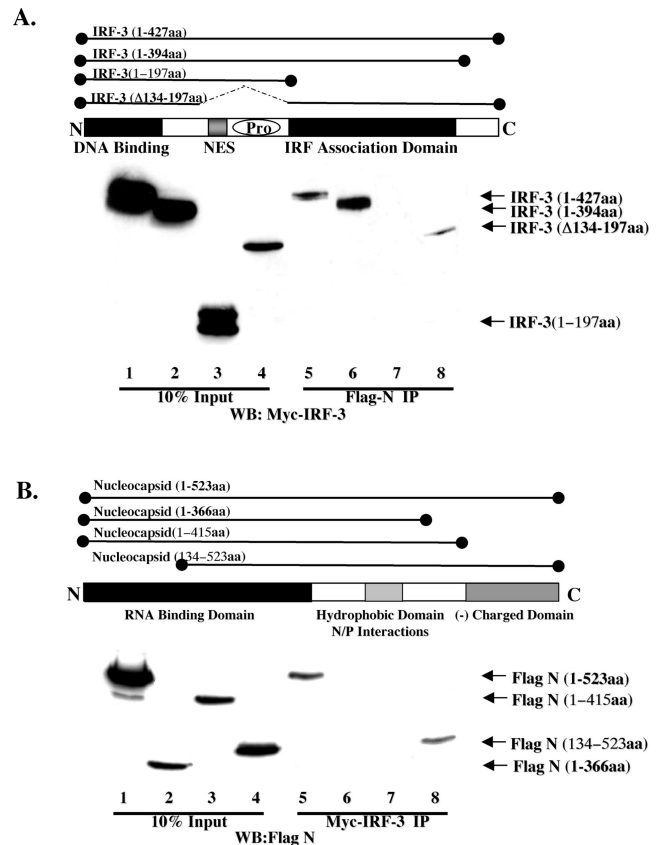 A.
IRF-3 (1-427aa)
IRF-3 (1-394aa)
IRF-3(1−197aa)
IRF-3 (Δ134-197aa)
N Pro C
DNA Binding NES IRF Association Domain
IRF-3 (1-427aa)
IRF-3 (1-394aa)
IRF-3 (Δ134-197aa)
IRF-3(1−197aa)
1 2 3 4 5 6 7 8
10% Input Flag-N IP
WB: Myc-IRF-3
B.
Nucleocapsid (1-523aa)
Nucleocapsid (1-366aa)
Nucleocapsid(1−415aa)
Nucleocapsid (134−523aa)
N C
RNA Binding Domain Hydrophobic Domain (-) Charged Domain
N/P Interactions
Flag N (1-523aa)
Flag N (1−415aa)
Flag N (134−523aa)
Flag N (1-366aa)
1 2 3 4 5 6 7 8
10% Input Myc-IRF-3 IP
WB:Flag N